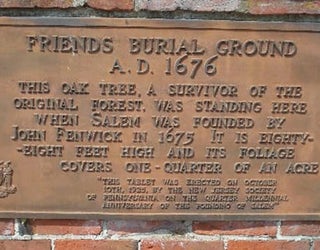 FRIENDS BURIAL GROUND
A.D. 1676
THIS OAK TREE, A SURVIVOR OF THE
ORIGINAL FOREST, WAS STANDING HERE
WHEN SALEM WAS FOUNDED BY
JOHN FENWICK IN 1675 IT IS EIGHTY-
-EIGHT FEET HIGH AND ITS FOLIAGE
COVERS ONE-QUARTER OF AN ACRE
"THIS TABLET WAS ERECTED ON OCTOBER
10TH, 1925, BY THE NEW JERSEY SOCIETY
OF PENNSYLVANIA ON THE QUARTER MILLENNIAL
ANNIVERSARY OF THE FOUNDING OF SALEM"